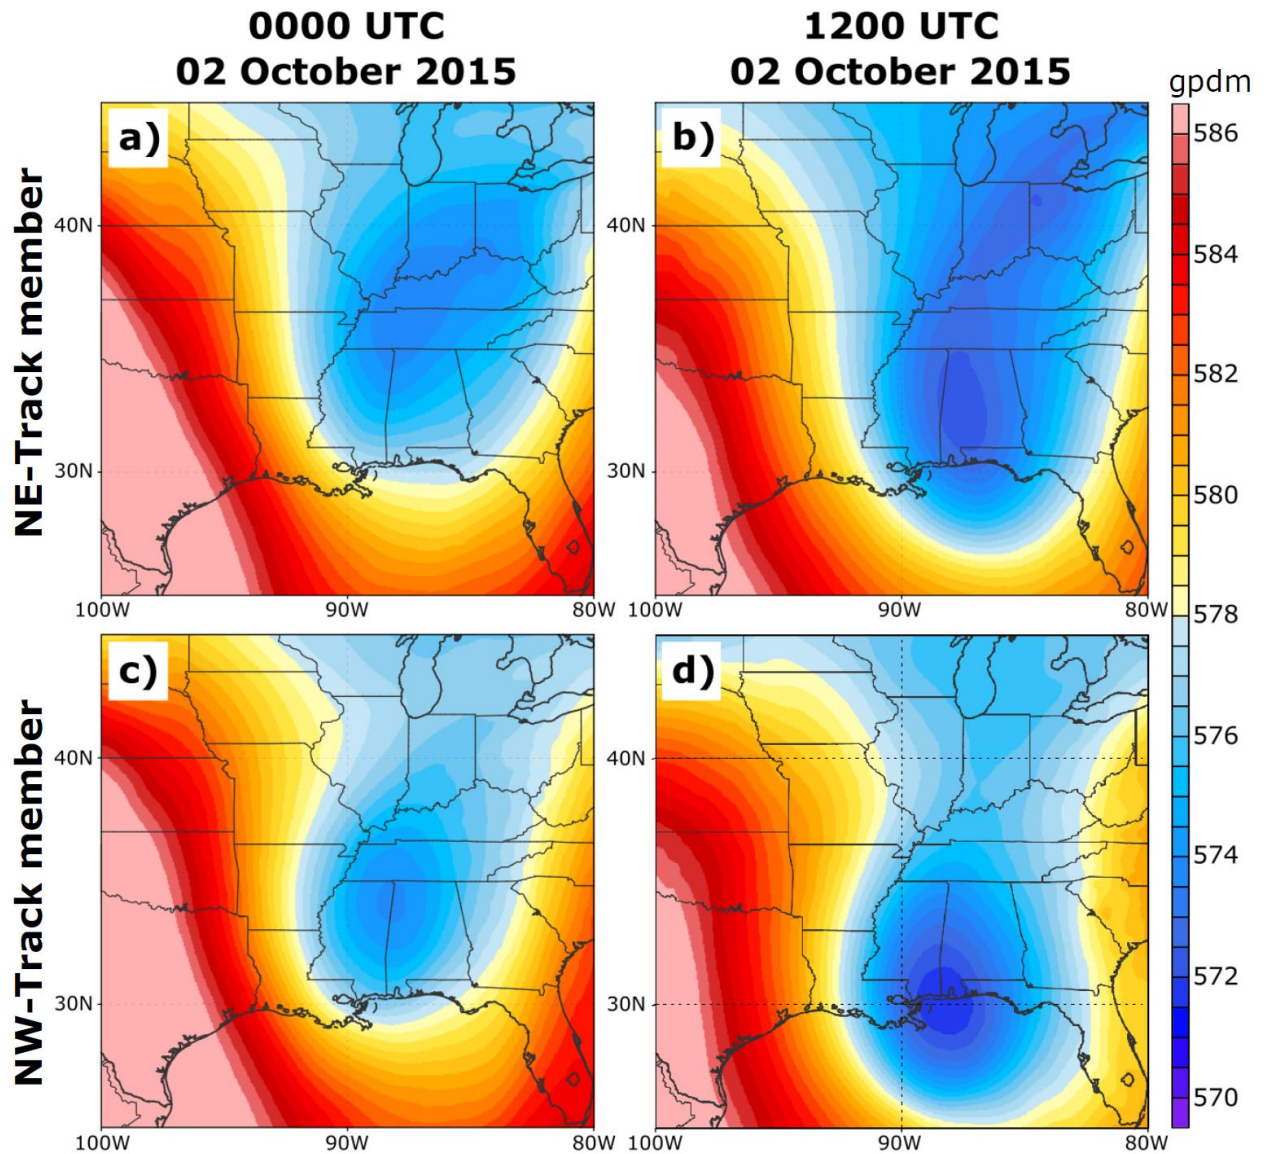 0000 UTC
02 October 2015
1200 UTC
02 October 2015
gpdm
NE-Track member
a)
40N
30N
100W 90W 80W
b)
40N
30N
100W 90W 80W
NW-Track member
c)
40N
30N
100W 90W 80W
d)
40N
30N
100W 90W 80W
586
584
582
580
578
576
574
572
570